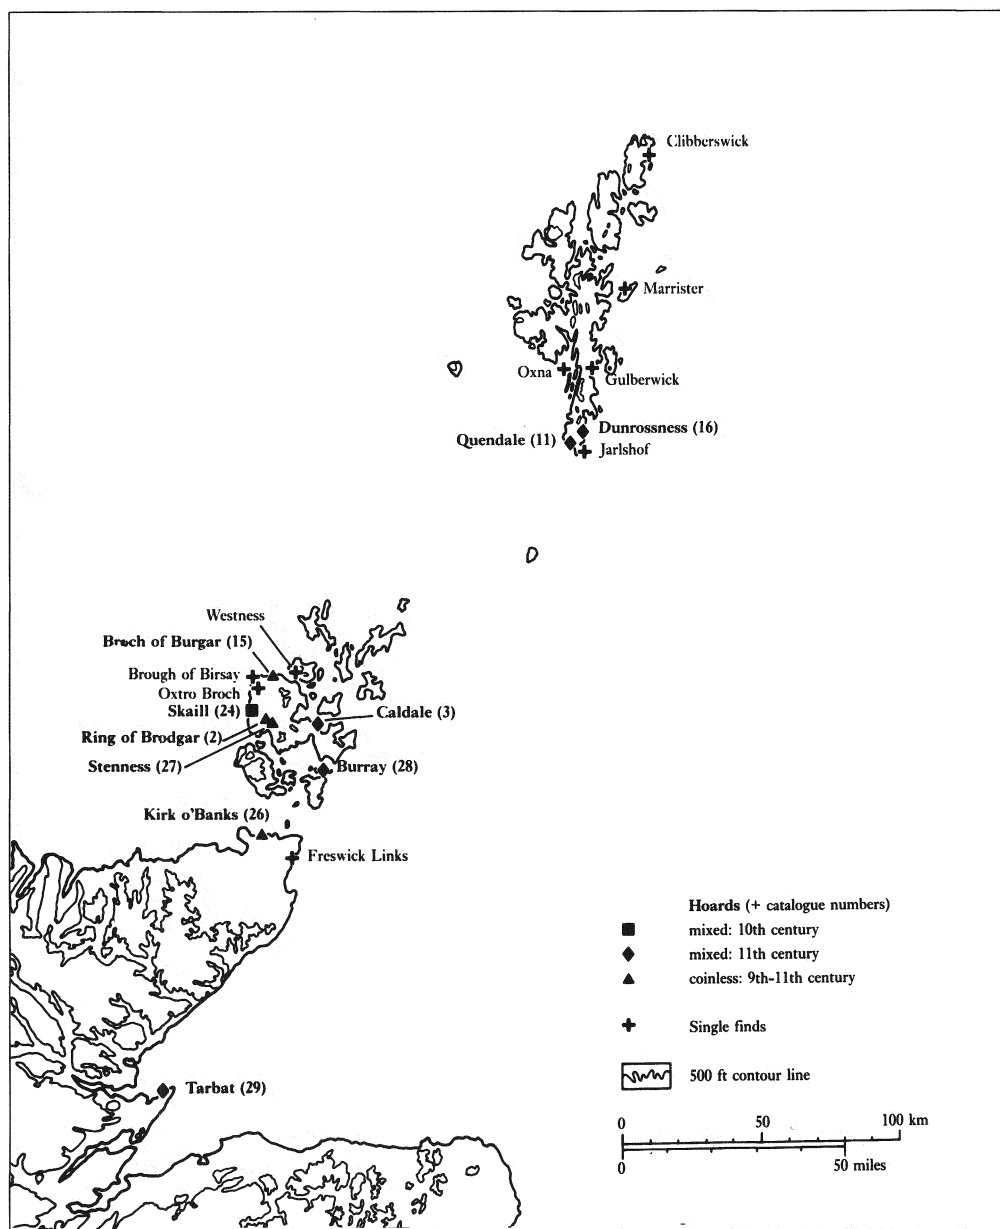 Clibberswick
Marrister
Oxna
Gulberwick
Dunrossness (16)
Quendale (11)
Jarlshof
Westness
Broch of Burgar (15)
Brough of Birsay
Oxtro Broch
Skaill (24)
Caldale (3)
Ring of Brodgar (2)
Stenness (27)
Burray (28)
Kirk o'Banks (26)
Freswick Links
Hoards (+ catalogue numbers)
mixed: 10th century
mixed: 11th century
coinless: 9th-11th century
Single finds
500 ft contour line
Tarbat (29)
0 50 100 km
0 50 miles